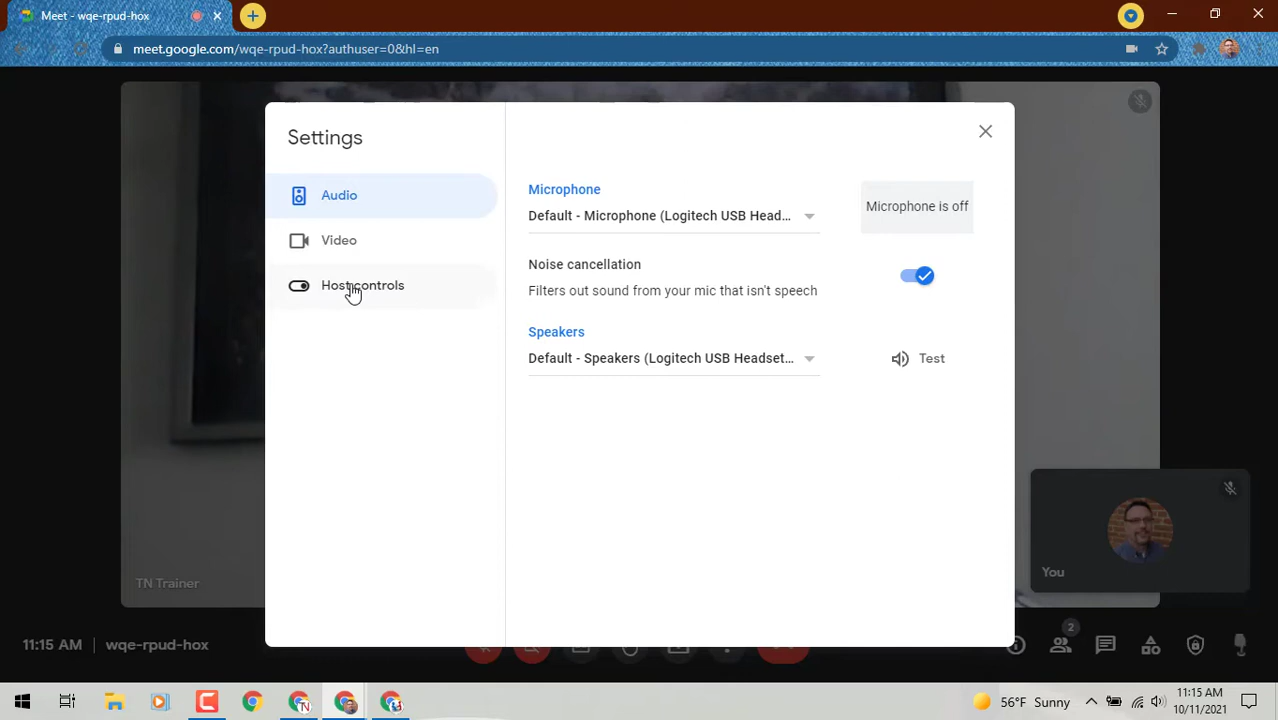 Meet - wqe-rpud-hox
meet.google.com/wqe-rpud-hox?authuser=0&hl=en
Settings
Audio
Video
Host controls
Microphone
Default - Microphone (Logitech USB Head...
Microphone is off
Noise cancellation
Filters out sound from your mic that isn't speech
Speakers
Default - Speakers (Logitech USB Headset...
Test
TN Trainer
You
11:15 AM | wqe-rpud-hox
2
56°F Sunny
11:15 AM
10/11/2021